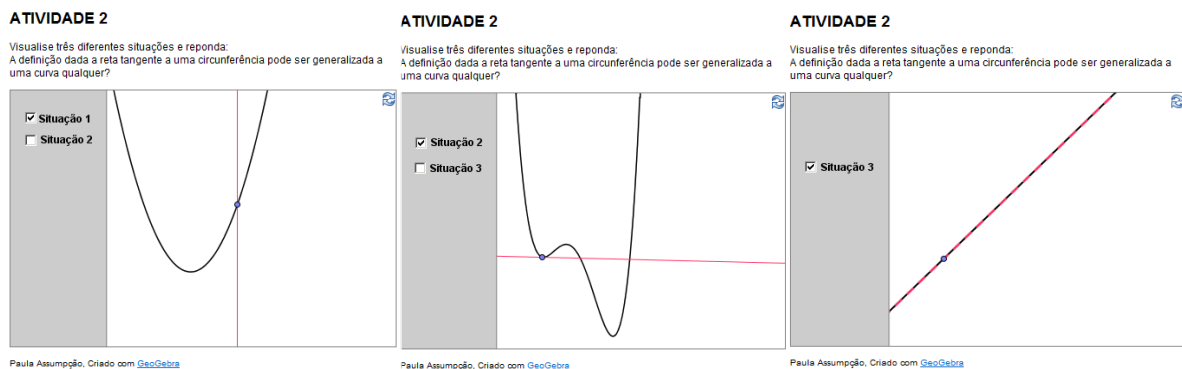 ATIVIDADE 2
Visualise três diferentes situações e reponda:
A definição dada a reta tangente a uma circunferência pode ser generalizada a
uma curva qualquer?
Situação 1
Situação 2
Paula Assumpção, Criado com GeoGebra
ATIVIDADE 2
Visualise três diferentes situações e reponda:
A definição dada a reta tangente a uma circunferência pode ser generalizada a
uma curva qualquer?
Situação 2
Situação 3
Paula Assumpção, Criado com GeoGebra
ATIVIDADE 2
Visualise três diferentes situações e reponda:
A definição dada a reta tangente a uma circunferência pode ser generalizada a
uma curva qualquer?
Situação 3
Paula Assumpção, Criado com GeoGebra